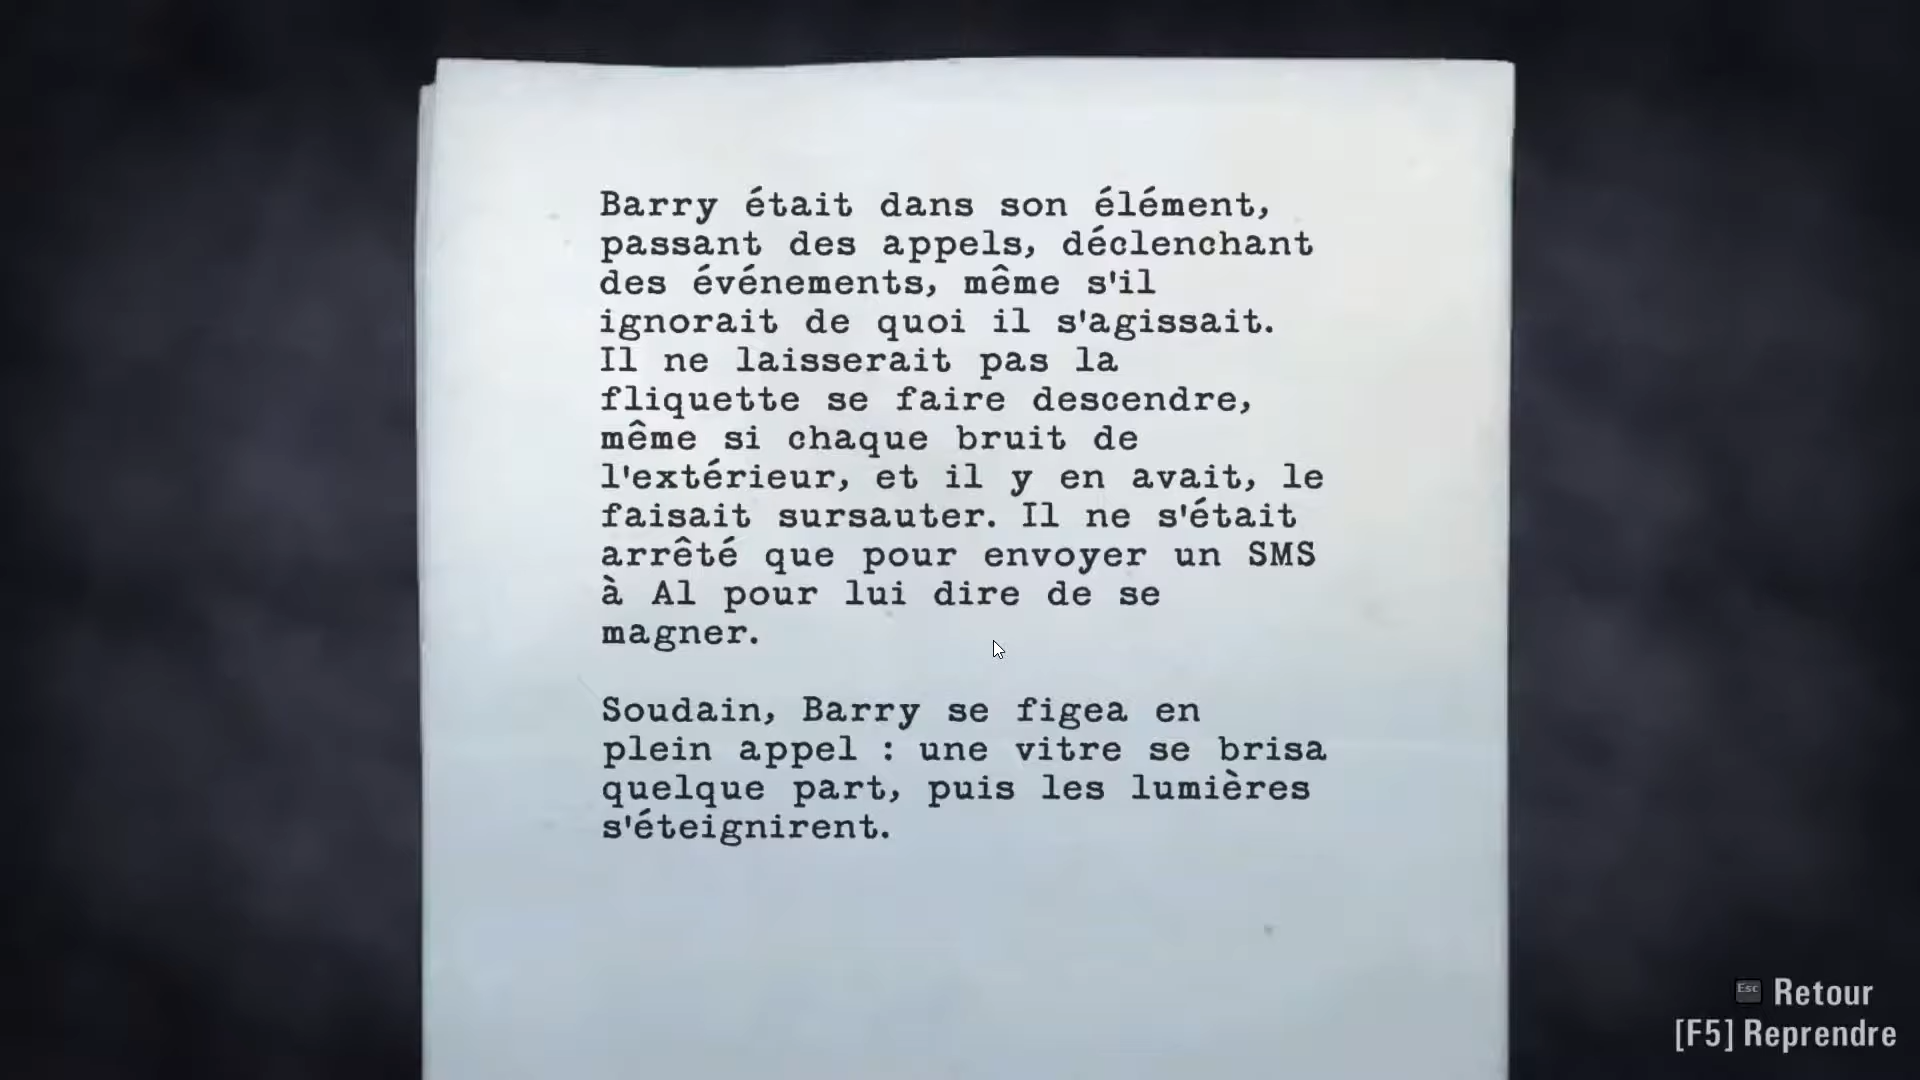 Barry était dans son élément,
passant des appels, déclenchant
des événements, même s'il
ignorait de quoi il s'agissait.
Il ne laisserait pas la
fliquette se faire descendre,
même si chaque bruit de
l'extérieur, et il y en avait, le
faisait sursauter. Il ne s'était
arrêté que pour envoyer un SMS
à Al pour lui dire de se
magner.
Soudain, Barry se figea en
plein appel : une vitre se brisa
quelque part, puis les lumières
s'éteignirent.
Esc Retour
[F5] Reprendre